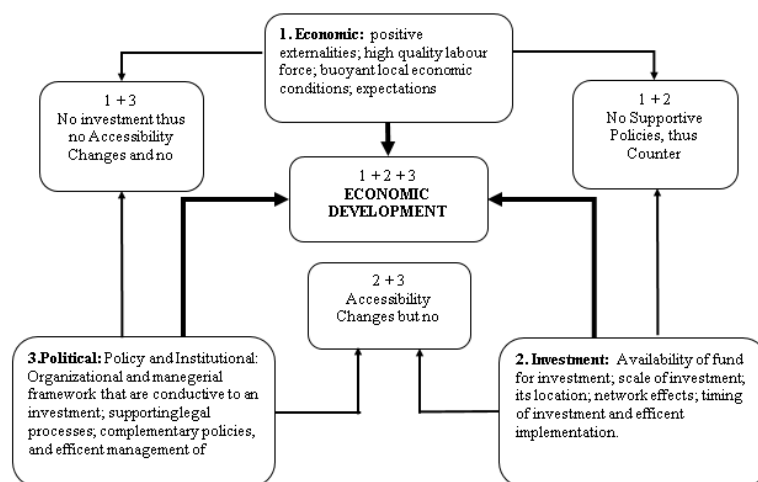 1. Economic: positive
externalities; high quality labour
force; buoyant local economic
conditions; expectations
1 + 3
No investment thus
no Accessibility
Changes and no
1 + 2
No Supportive
Policies, thus
Counter
1 + 2 + 3
ECONOMIC
DEVELOPMENT
2 + 3
Accessibility
Changes but no
3.Political: Policy and Institutional:
Organizational and manegerial
framework that are conductive to an
investment; supportinglegal
processes; complementary policies,
and efficent management of
2. Investment: Availability of fund
for investment; scale of investment;
its location; network effects; timing
of investment and efficent
implementation.